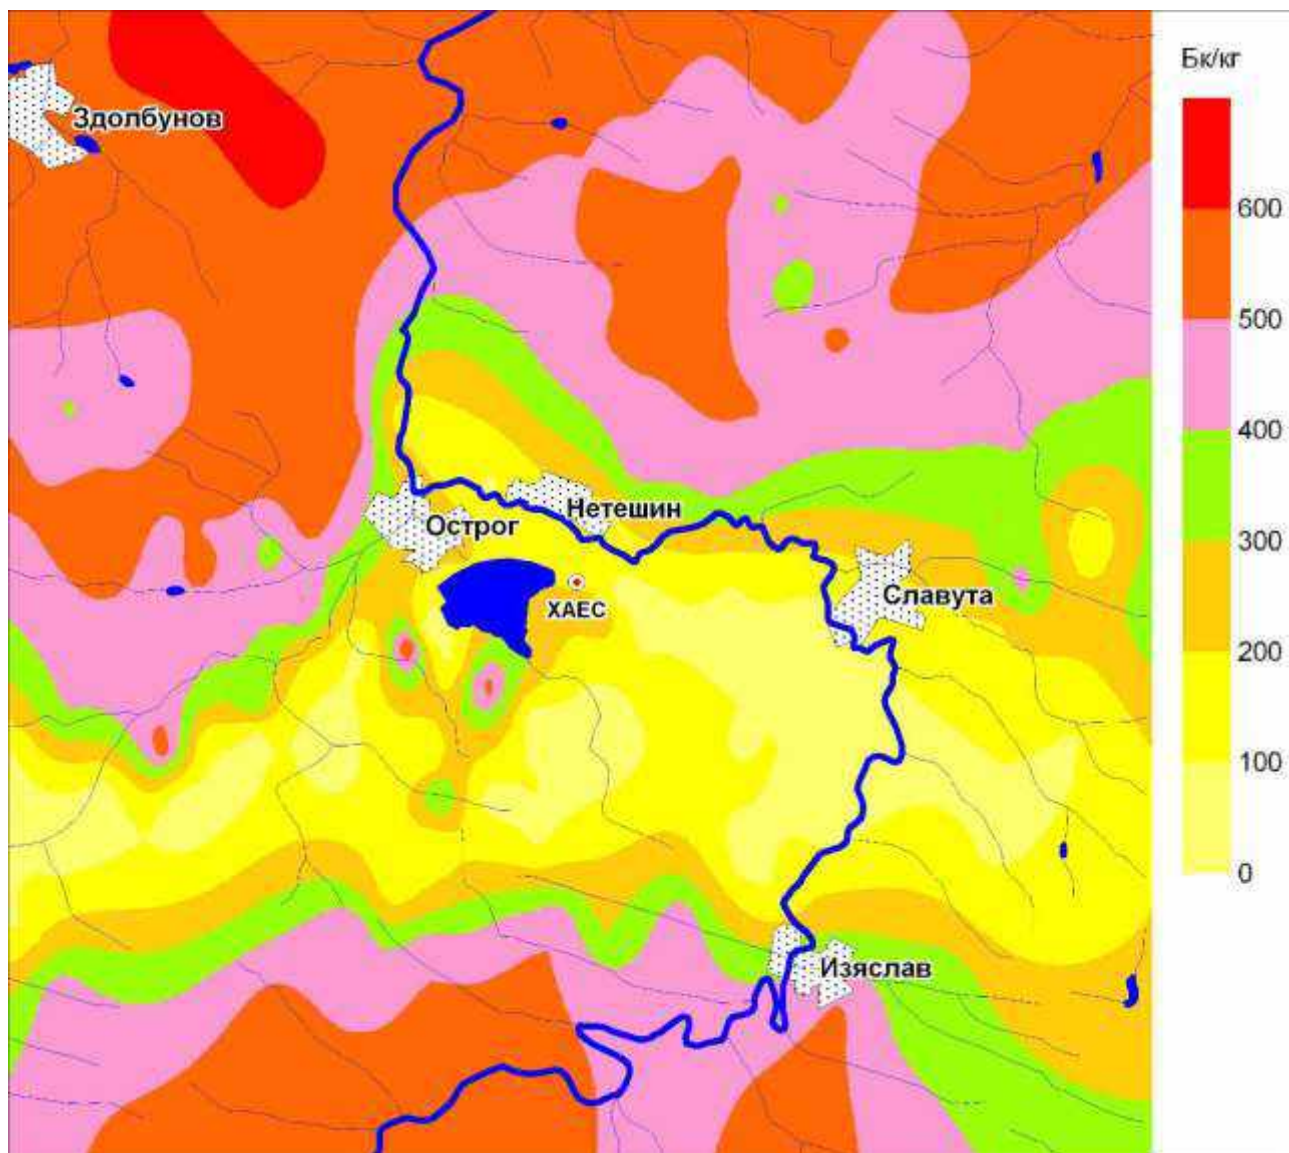 Бк/кг
Здолбунов
600
500
400
Нетешин
Острог
300
ХАЕС
Славута
200
100
0
Изяслав